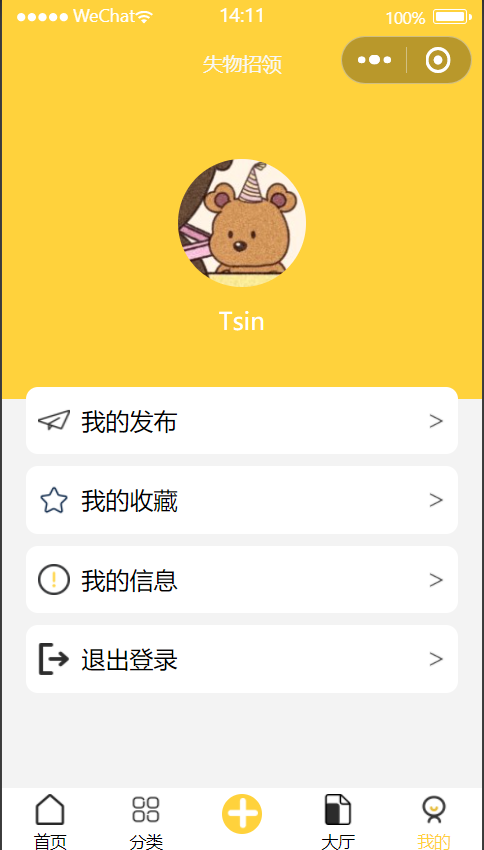 WeChat 14:11 100%
失物招领
Tsin
我的发布 >
我的收藏 >
我的信息 >
退出登录 >
首页 分类 大厅 我的